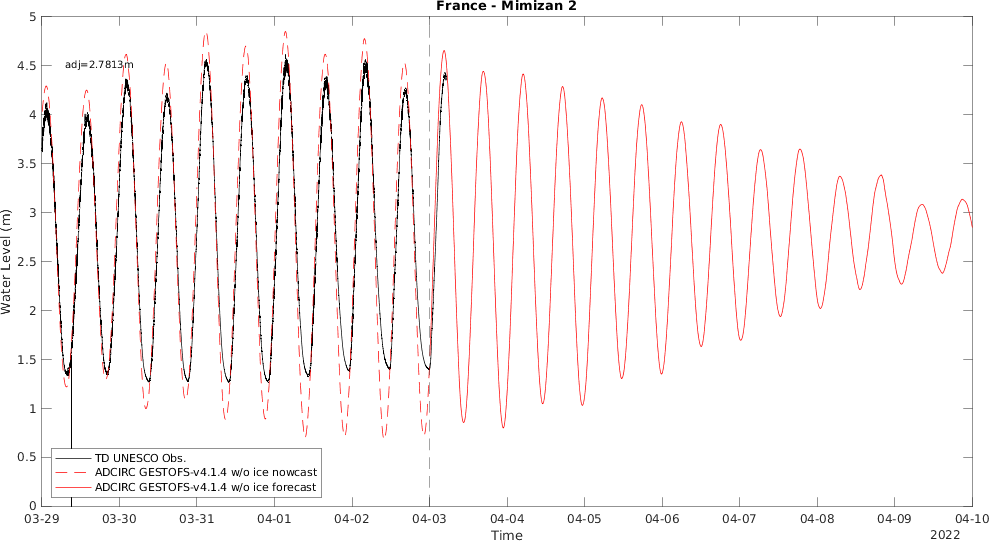 France - Mimizan 2
5
4.5
4
3.5
3
2.5
2
1.5
1
0.5
0
Water Level (m)
adj=2.7813m
TD UNESCO Obs.
ADCIRC GESTOFS-v4.1.4 w/o ice nowcast
ADCIRC GESTOFS-v4.1.4 w/o ice forecast
03-29 03-30 03-31 04-01 04-02 04-03 04-04 04-05 04-06 04-07 04-08 04-09 04-10
Time
2022